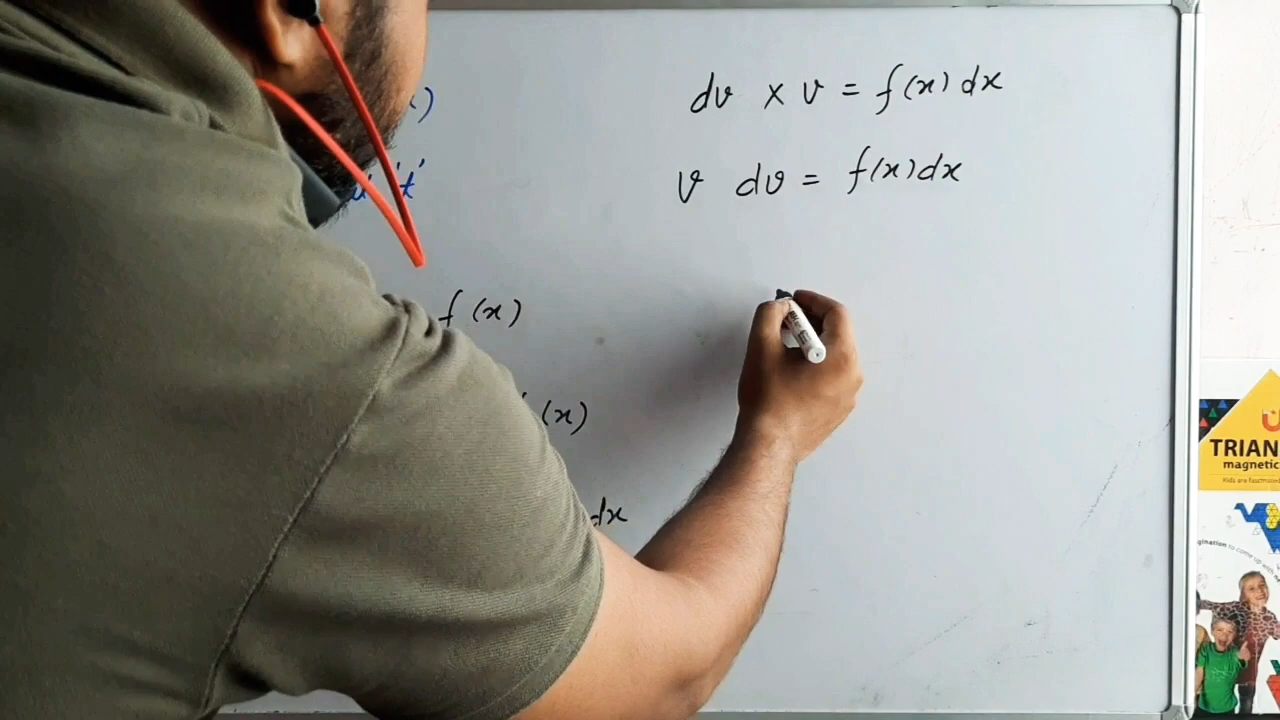 dv × v = f(x) dx
v dv = f(x) dx
't'
f(x)
(x)
dx
TRIAN
magnetic